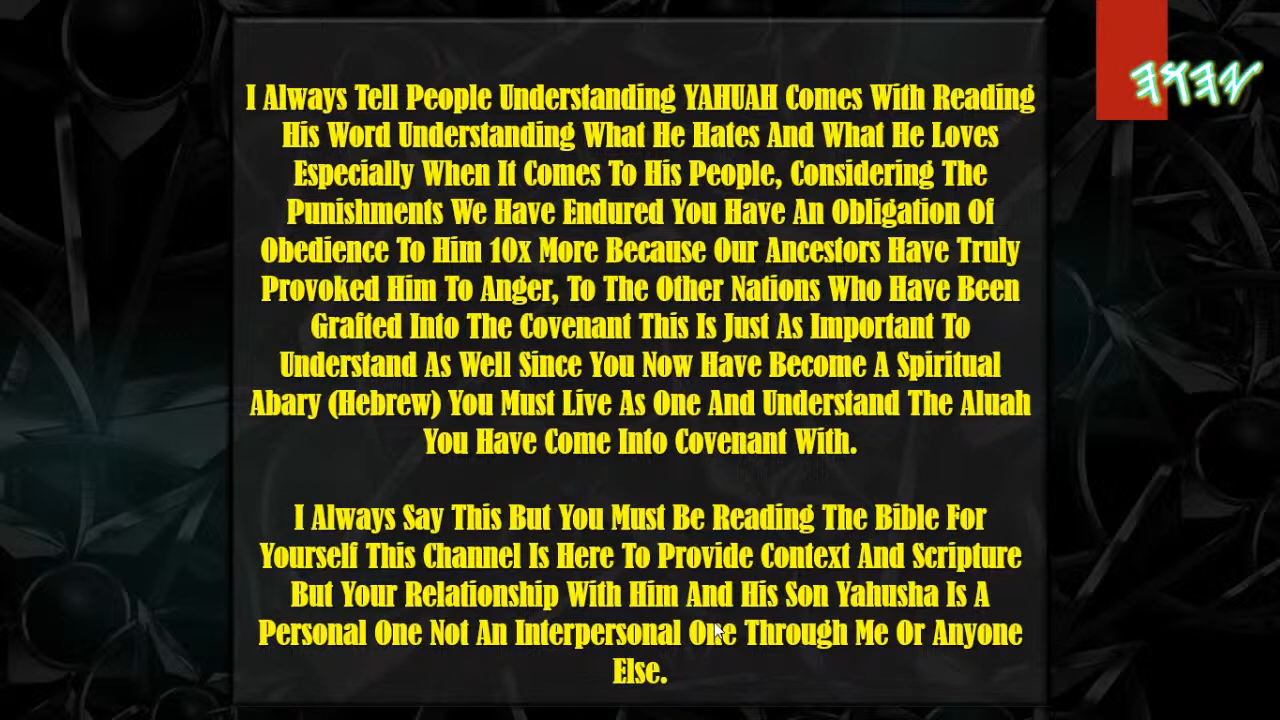 I Always Tell People Understanding YAHUAH Comes With Reading
His Word Understanding What He Hates And What He Loves
Especially When It Comes To His People, Considering The
Punishments We Have Endured You Have An Obligation Of
Obedience To Him 10x More Because Our Ancestors Have Truly
Provoked Him To Anger, To The Other Nations Who Have Been
Grafted Into The Covenant This Is Just As Important To
Understand As Well Since You Now Have Become A Spiritual
Abary (Hebrew) You Must Live As One And Understand The Aluah
You Have Come Into Covenant With.
I Always Say This But You Must Be Reading The Bible For
Yourself This Channel Is Here To Provide Context And Scripture
But Your Relationship With Him And His Son Yahusha Is A
Personal One Not An Interpersonal One Through Me Or Anyone
Else.
𐤄𐤅𐤄𐤉